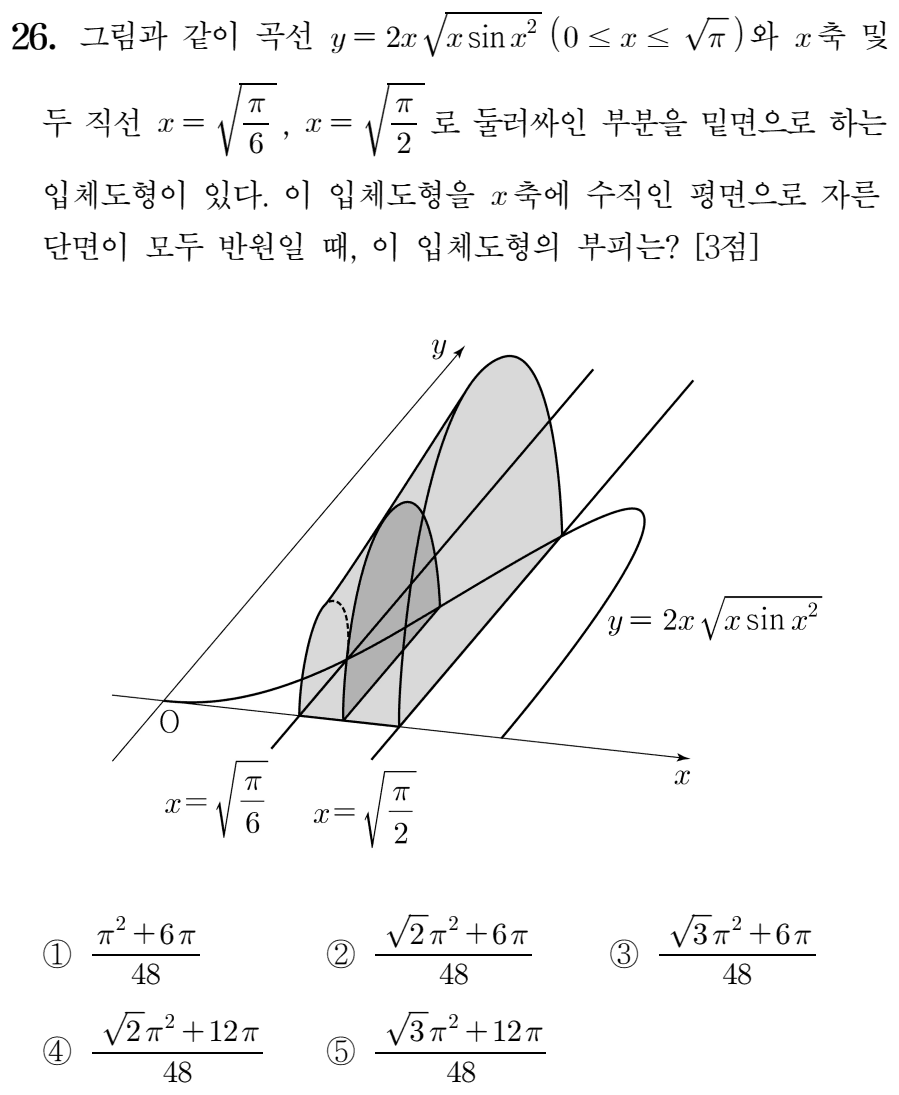 26. 그림과 같이 곡선 y = 2x√(x sin x²) (0 ≤ x ≤ √π)와 x축 및
두 직선 x = √(π/6), x = √(π/2) 로 둘러싸인 부분을 밑면으로 하는
입체도형이 있다. 이 입체도형을 x축에 수직인 평면으로 자른
단면이 모두 반원일 때, 이 입체도형의 부피는? [3점]
y
y = 2x√(x sin x²)
O
x
x = √(π/6) x = √(π/2)
① (π² + 6π)/48 ② (√2π² + 6π)/48 ③ (√3π² + 6π)/48
④ (√2π² + 12π)/48 ⑤ (√3π² + 12π)/48